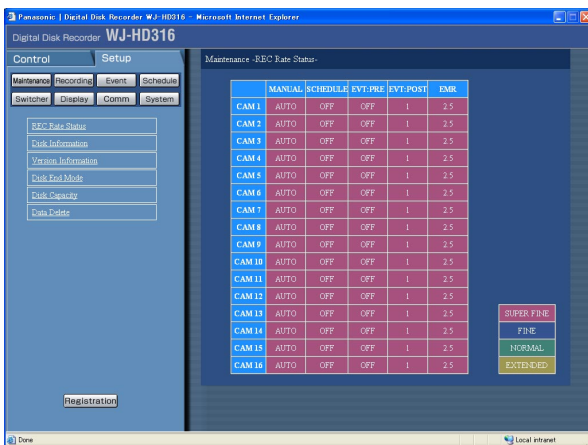 Panasonic | Digital Disk Recorder WJ-HD316 - Microsoft Internet Explorer
Digital Disk Recorder WJ-HD316
Control Setup
Maintenance Recording Event Schedule
Switcher Display Comm System
REC Rate Status
Disk Information
Version Information
Disk End Mode
Disk Capacity
Data Delete
Registration
Maintenance -REC Rate Status-
MANUAL SCHEDULE EVT:PRE EVT:POST EMR
CAM 1 AUTO OFF OFF 1 2.5
CAM 2 AUTO OFF OFF 1 2.5
CAM 3 AUTO OFF OFF 1 2.5
CAM 4 AUTO OFF OFF 1 2.5
CAM 5 AUTO OFF OFF 1 2.5
CAM 6 AUTO OFF OFF 1 2.5
CAM 7 AUTO OFF OFF 1 2.5
CAM 8 AUTO OFF OFF 1 2.5
CAM 9 AUTO OFF OFF 1 2.5
CAM 10 AUTO OFF OFF 1 2.5
CAM 11 AUTO OFF OFF 1 2.5
CAM 12 AUTO OFF OFF 1 2.5
CAM 13 AUTO OFF OFF 1 2.5
CAM 14 AUTO OFF OFF 1 2.5
CAM 15 AUTO OFF OFF 1 2.5
CAM 16 AUTO OFF OFF 1 2.5
SUPER FINE
FINE
NORMAL
EXTENDED
Done
Local intranet